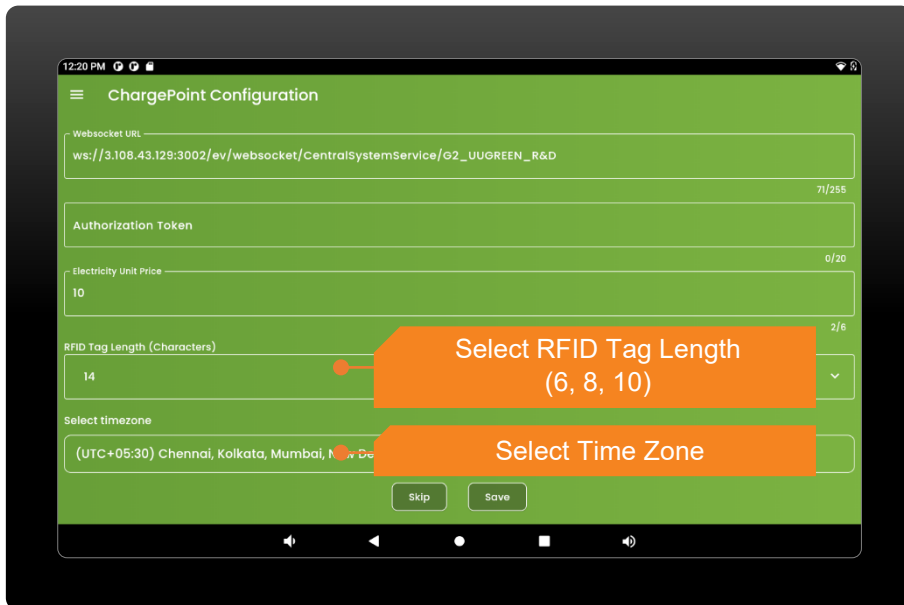 12:20 PM
ChargePoint Configuration
Websocket URL
ws://3.108.43.129:3002/ev/websocket/CentralSystemService/G2_UUGREEN_R&D
71/255
Authorization Token
0/20
Electricity Unit Price
10
2/6
RFID Tag Length (Characters)
14
Select RFID Tag Length
(6, 8, 10)
Select timezone
(UTC+05:30) Chennai, Kolkata, Mumbai,
Select Time Zone
Skip Save